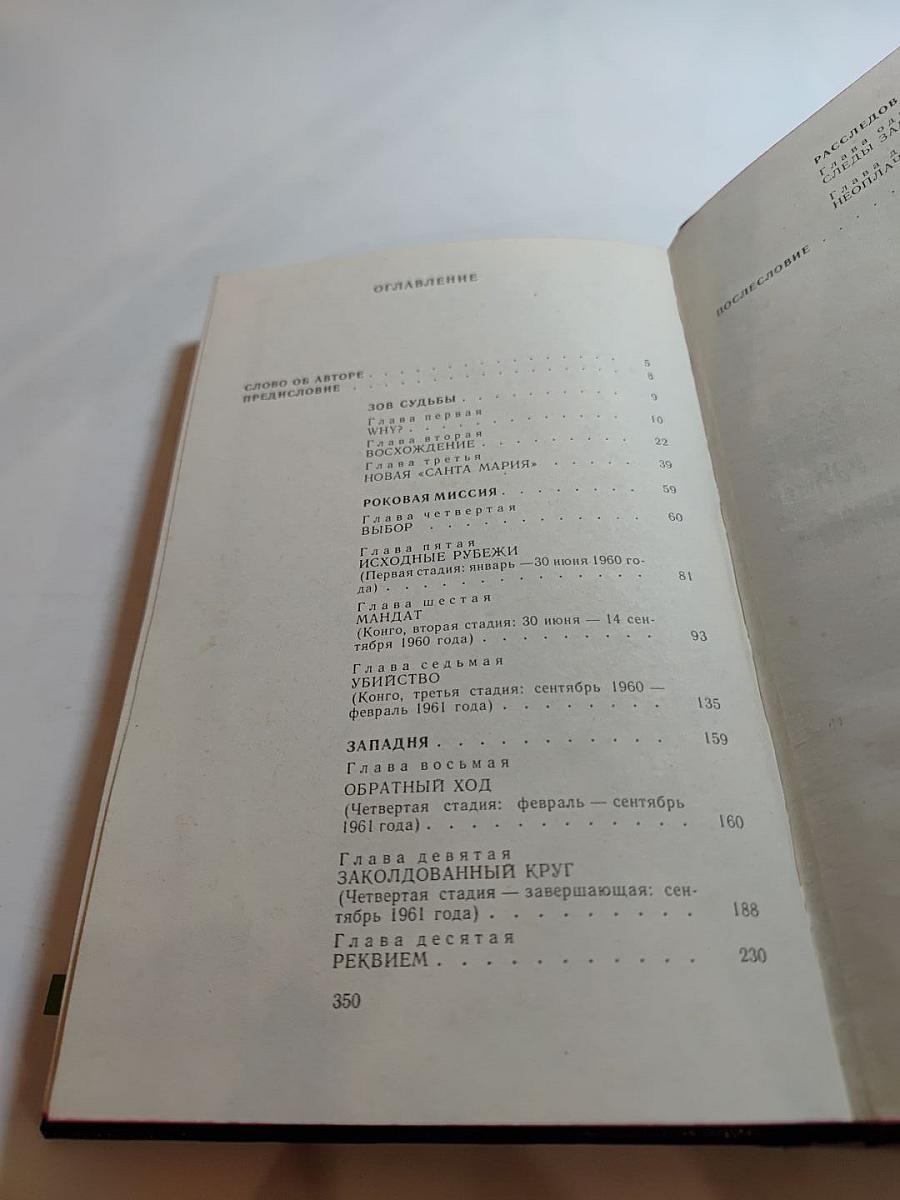 ОГЛАВЛЕНИЕ
СЛОВО ОБ АВТОРЕ . . . . . . . . . . . . . . . 5
ПРЕДИСЛОВИЕ . . . . . . . . . . . . . . . . 8
ЗОВ СУДЬБЫ . . . . . . . . . 9
Глава первая
WHY? . . . . . . . . . . . . 10
Глава вторая
ВОСХОЖДЕНИЕ . . . . . . . . . 22
Глава третья
НОВАЯ «САНТА МАРИЯ» . . . . . 39
РОКОВАЯ МИССИЯ . . . . . . . . 59
Глава четвертая
ВЫБОР . . . . . . . . . . . 60
Глава пятая
ИСХОДНЫЕ РУБЕЖИ
(Первая стадия: январь —30 июня 1960 го-
да) . . . . . . . . . . . . . 81
Глава шестая
МАНДАТ
(Конго, вторая стадия: 30 июня — 14 сен-
тября 1960 года) . . . . . . . . . 93
Глава седьмая
УБИЙСТВО
(Конго, третья стадия: сентябрь 1960 —
февраль 1961 года) . . . . . . . . 135
ЗАПАДНЯ . . . . . . . . . . . 159
Глава восьмая
ОБРАТНЫЙ ХОД
(Четвертая стадия: февраль — сентябрь
1961 года) . . . . . . . . . . . . 160
Глава девятая
ЗАКОЛДОВАННЫЙ КРУГ
(Четвертая стадия — завершающая: сен-
тябрь 1961 года) . . . . . . . . . 188
Глава десятая
РЕКВИЕМ . . . . . . . . . . . 230
350
Глава
СЛЕДЫ
Глава
ПОСЛЕСЛОВИЕ . . .